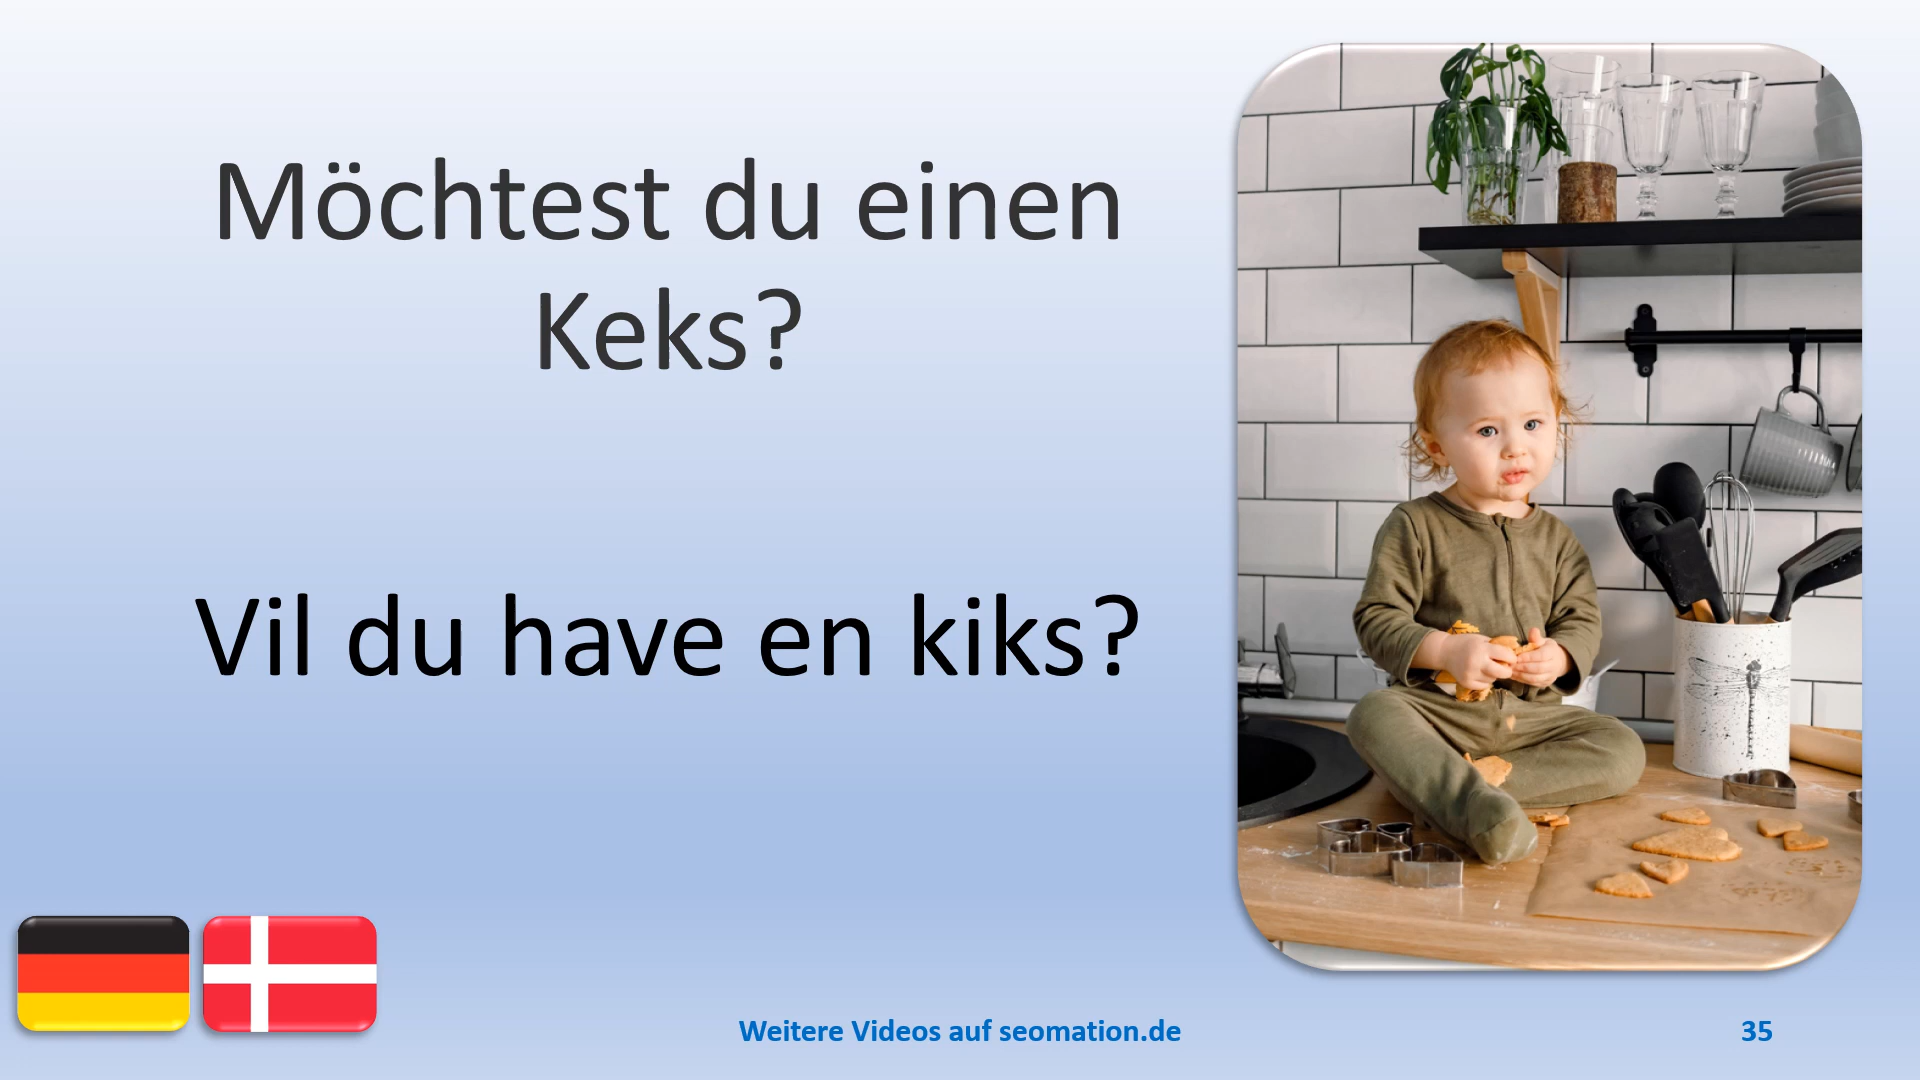 Möchtest du einen
Keks?
Vil du have en kiks?
Weitere Videos auf seomation.de
35